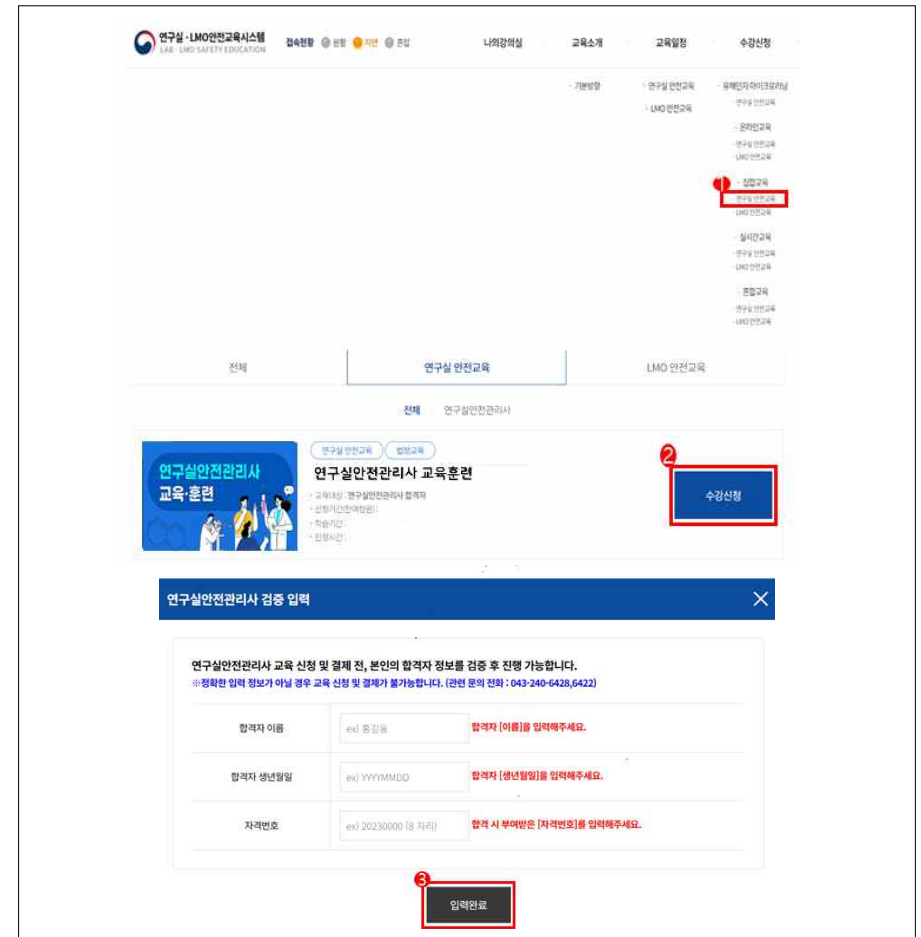 연구실·LMO안전교육시스템
LAB·LMO SAFETY EDUCATION
접속현황 원활 지연 혼잡
나의강의실 교육소개 교육일정 수강신청
· 기본방향
연구실 안전교육
LMO 안전교육
유해인자 마이크로러닝
연구실 안전교육
온라인교육
연구실 안전교육
LMO 안전교육
1
집합교육
연구실 안전교육
LMO 안전교육
실시간교육
연구실 안전교육
LMO 안전교육
혼합교육
연구실 안전교육
LMO 안전교육
전체 연구실 안전교육 LMO 안전교육
전체 연구실안전관리사
연구실안전관리사
교육·훈련
연구실 안전교육 법정교육
연구실안전관리사 교육훈련
· 교육대상 : 연구실안전관리사 합격자
· 신청기간(잔여정원) :
· 학습기간 :
· 인정시간 :
2
수강신청
연구실안전관리사 검증 입력
연구실안전관리사 교육 신청 및 결제 전, 본인의 합격자 정보를 검증 후 진행 가능합니다.
※정확한 입력 정보가 아닐 경우 교육 신청 및 결제가 불가능합니다. (관련 문의 전화 : 043-240-6428,6422)
합격자 이름 ex) 홍길동 합격자 [이름]을 입력해주세요.
합격자 생년월일 ex) YYYYMMDD 합격자 [생년월일]을 입력해주세요.
자격번호 ex) 20230000 (8 자리) 합격 시 부여받은 [자격번호]를 입력해주세요.
3
입력완료